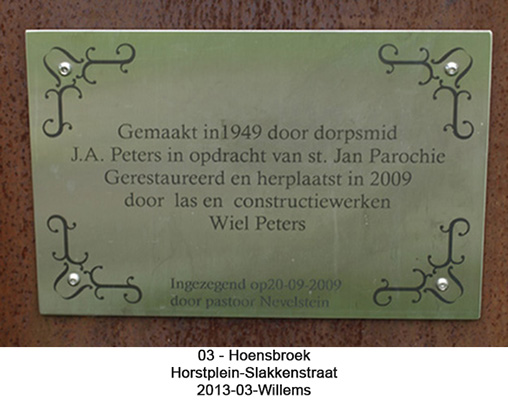 Gemaakt in1949 door dorpsmid
J.A. Peters in opdracht van st. Jan Parochie
Gerestaureerd en herplaatst in 2009
door las en constructiewerken
Wiel Peters
Ingezegend op20-09-2009
door pastoor Nevelstein
03 - Hoensbroek
Horstplein-Slakkenstraat
2013-03-Willems